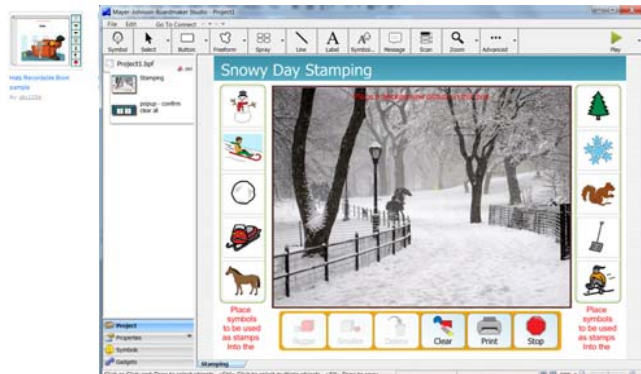 Help Recordable Book
sample
Mayer-Johnson Boardmaker Studio - Project1
File Edit Go To Connect
Symbol Select Button Freeform Spray Line Label Symbol... Message Scan Zoom Advanced Play
Project1.bpf
Stamping
popup - confirm
clear all
Snowy Day Stamping
Place
symbols
to be used
as stamps
Into the
Place
symbols
to be used
as stamps
Into the
Bigger Smaller Delete Clear Print Stop
Project
Properties
Symbols
Gadgets
Stamping